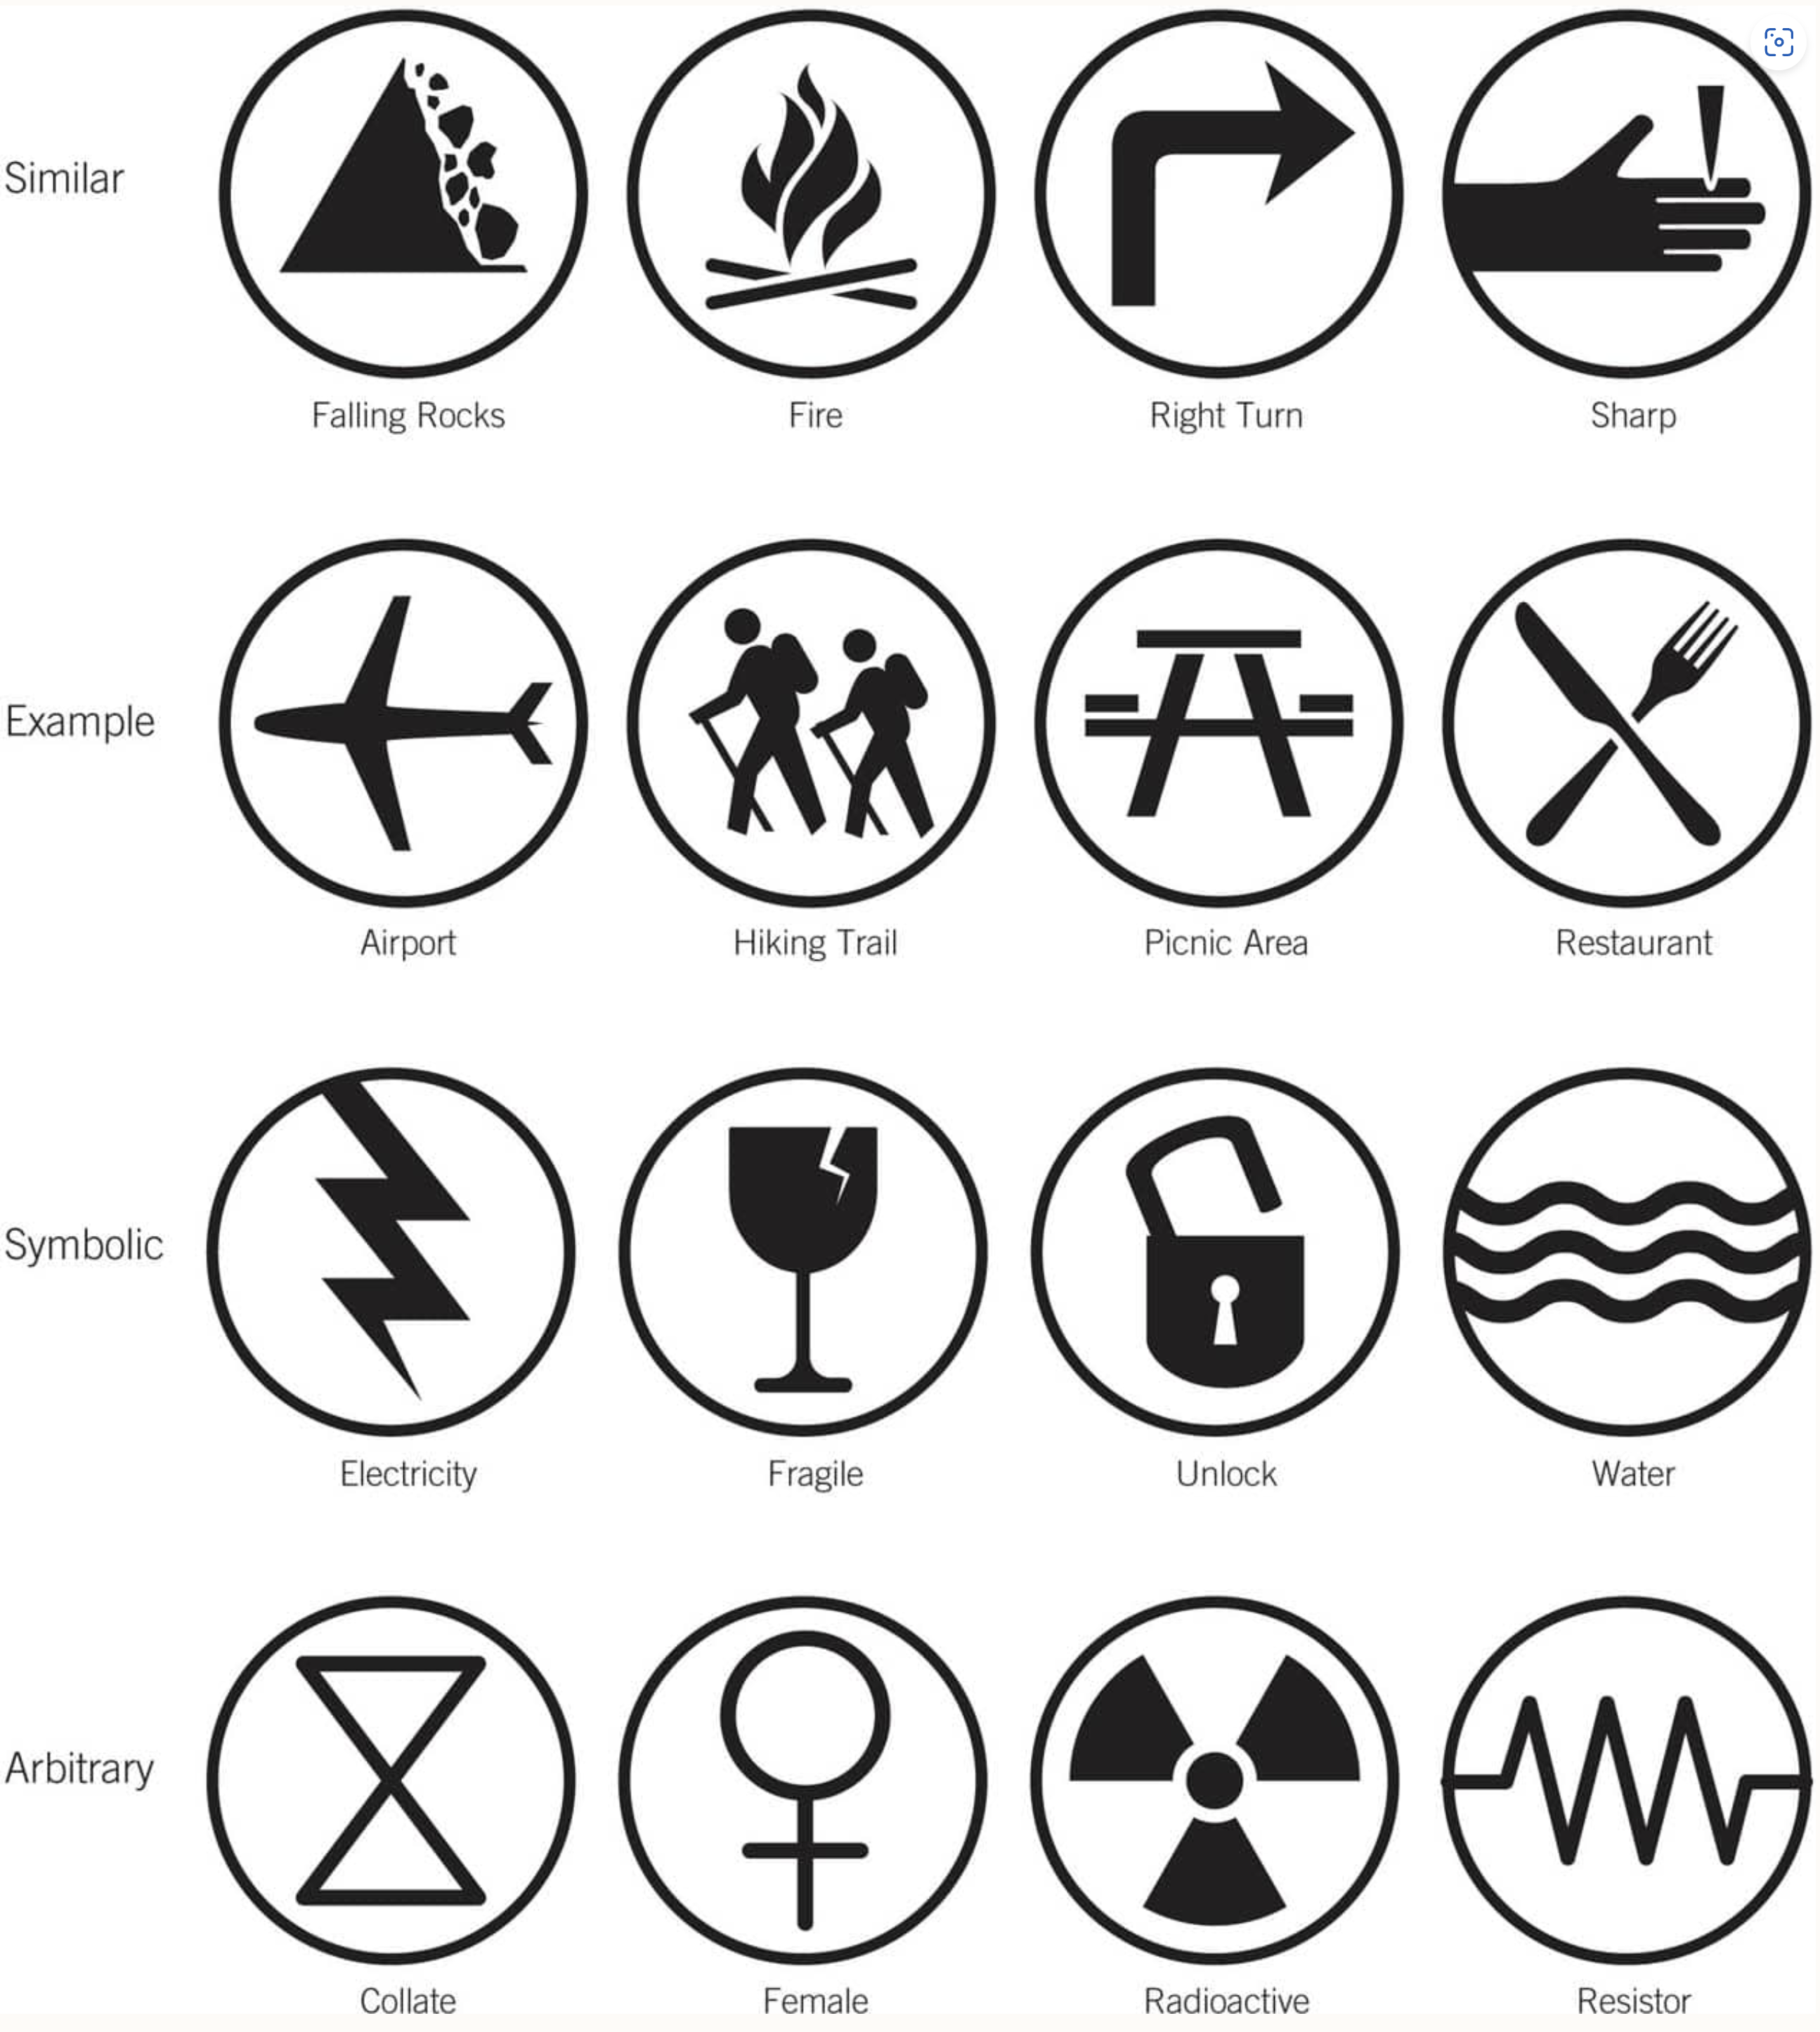 Similar
Falling Rocks
Fire
Right Turn
Sharp
Example
Airport
Hiking Trail
Picnic Area
Restaurant
Symbolic
Electricity
Fragile
Unlock
Water
Arbitrary
Collate
Female
Radioactive
Resistor